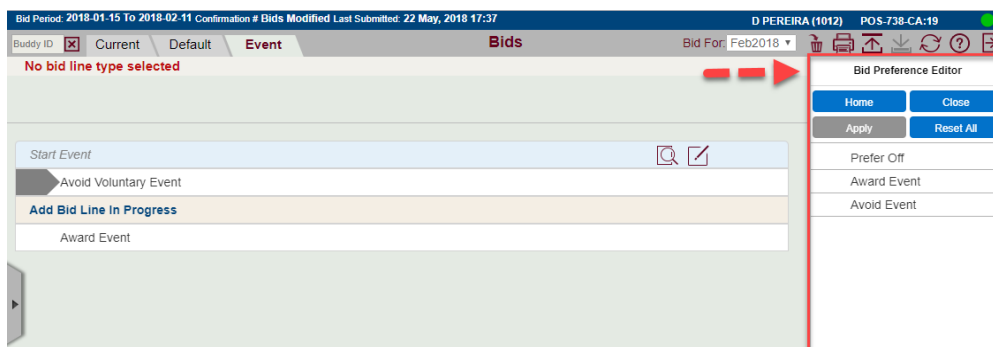 Bid Period: 2018-01-15 To 2018-02-11 Confirmation # Bids Modified Last Submitted: 22 May, 2018 17:37 D PEREIRA (1012) POS-738-CA:19
Buddy ID Current Default Event Bids Bid For: Feb2018
No bid line type selected
Bid Preference Editor
Home Close
Apply Reset All
Prefer Off
Award Event
Avoid Event
Start Event
Avoid Voluntary Event
Add Bid Line In Progress
Award Event